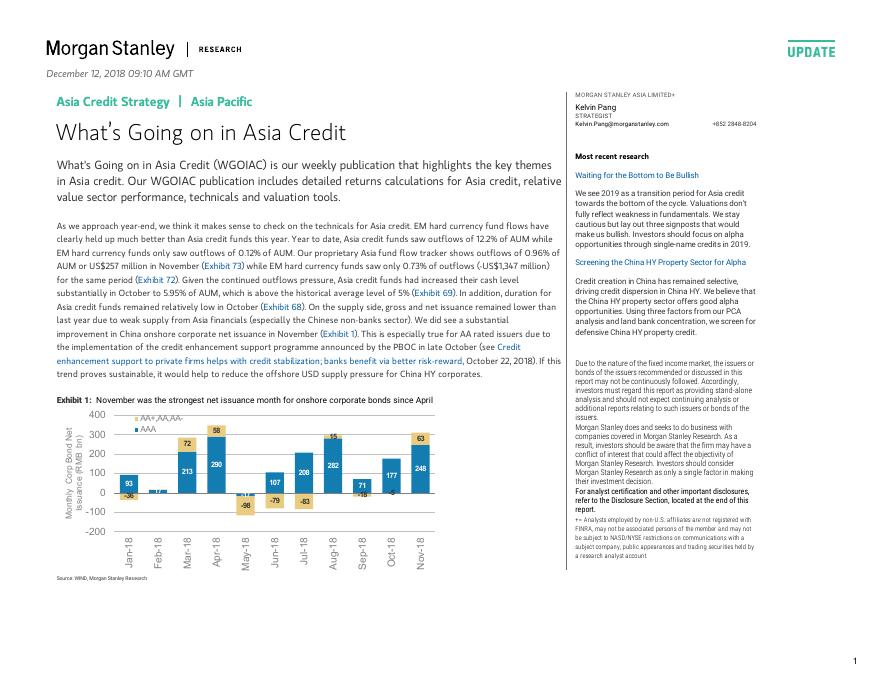 Morgan Stanley | RESEARCH
UPDATE
December 12, 2018 09:10 AM GMT
Asia Credit Strategy | Asia Pacific
What's Going on in Asia Credit
What's Going on in Asia Credit (WGOIAC) is our weekly publication that highlights the key themes
in Asia credit. Our WGOIAC publication includes detailed returns calculations for Asia credit, relative
value sector performance, technicals and valuation tools.
As we approach year-end, we think it makes sense to check on the technicals for Asia credit. EM hard currency fund flows have
clearly held up much better than Asia credit funds this year. Year to date, Asia credit funds saw outflows of 12.2% of AUM while
EM hard currency funds only saw outflows of 0.12% of AUM. Our proprietary Asia fund flow tracker shows outflows of 0.96% of
AUM or US$257 million in November (Exhibit 73) while EM hard currency funds saw only 0.73% of outflows (-US$1,347 million)
for the same period (Exhibit 72). Given the continued outflows pressure, Asia credit funds had increased their cash level
substantially in October to 5.95% of AUM, which is above the historical average level of 5% (Exhibit 69). In addition, duration for
Asia credit funds remained relatively low in October (Exhibit 68). On the supply side, gross and net issuance remained lower than
last year due to weak supply from Asia financials (especially the Chinese non-banks sector). We did see a substantial
improvement in China onshore corporate net issuance in November (Exhibit 1). This is especially true for AA rated issuers due to
the implementation of the credit enhancement support programme announced by the PBOC in late October (see Credit
enhancement support to private firms helps with credit stabilization; banks benefit via better risk-reward, October 22, 2018). If this
trend proves sustainable, it would help to reduce the offshore USD supply pressure for China HY corporates.
Exhibit 1: November was the strongest net issuance month for onshore corporate bonds since April
Monthly Corp Bond Net
Issuance (RMB bn)
400
300
200
100
0
-100
-200
AA+,AA,AA-
AAA
93
-36
17
72
213
58
290
-17
-98
107
-79
208
-83
15
282
71
-18
177
-5
63
248
Jan-18
Feb-18
Mar-18
Apr-18
May-18
Jun-18
Jul-18
Aug-18
Sep-18
Oct-18
Nov-18
Source: WIND, Morgan Stanley Research
MORGAN STANLEY ASIA LIMITED+
Kelvin Pang
STRATEGIST
Kelvin.Pang@morganstanley.com +852 2848-8204
Most recent research
Waiting for the Bottom to Be Bullish
We see 2019 as a transition period for Asia credit
towards the bottom of the cycle. Valuations don't
fully reflect weakness in fundamentals. We stay
cautious but lay out three signposts that would
make us bullish. Investors should focus on alpha
opportunities through single-name credits in 2019.
Screening the China HY Property Sector for Alpha
Credit creation in China has remained selective,
driving credit dispersion in China HY. We believe that
the China HY property sector offers good alpha
opportunities. Using three factors from our PCA
analysis and land bank concentration, we screen for
defensive China HY property.
Due to the nature of the fixed income market, the issuers or
bonds of the issuers recommended or discussed in this
report may not be continuously followed. Accordingly,
investors must regard this report as providing stand-alone
analysis and should not expect continuing analysis or
additional reports relating to such issuers or bonds of the
issuers.
Morgan Stanley does and seeks to do business with
companies covered in Morgan Stanley Research. As a
result, investors should be aware that the firm may have a
conflict of interest that could affect the objectivity of
Morgan Stanley Research. Investors should consider
Morgan Stanley Research as only a single factor in making
their investment decision.
For analyst certification and other important disclosures,
refer to the Disclosure Section, located at the end of this
report.
+= Analysts employed by non-U.S. affiliates are not registered with
FINRA, may not be associated persons of the member and may not
be subject to NASD/NYSE restrictions on communications with a
subject company, public appearances and trading securities held by
a research analyst account
1